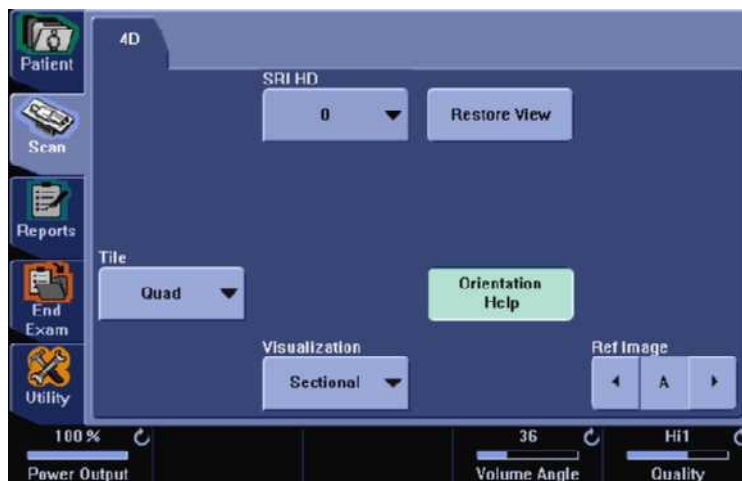 4D
Patient
SRI HD
0
Restore View
Scan
Reports
Tile
Quad
Orientation
Help
End
Exam
Visualization
Ref Image
Sectional
A
Utility
100 %
36
Hi1
Power Output
Volume Angle
Quality